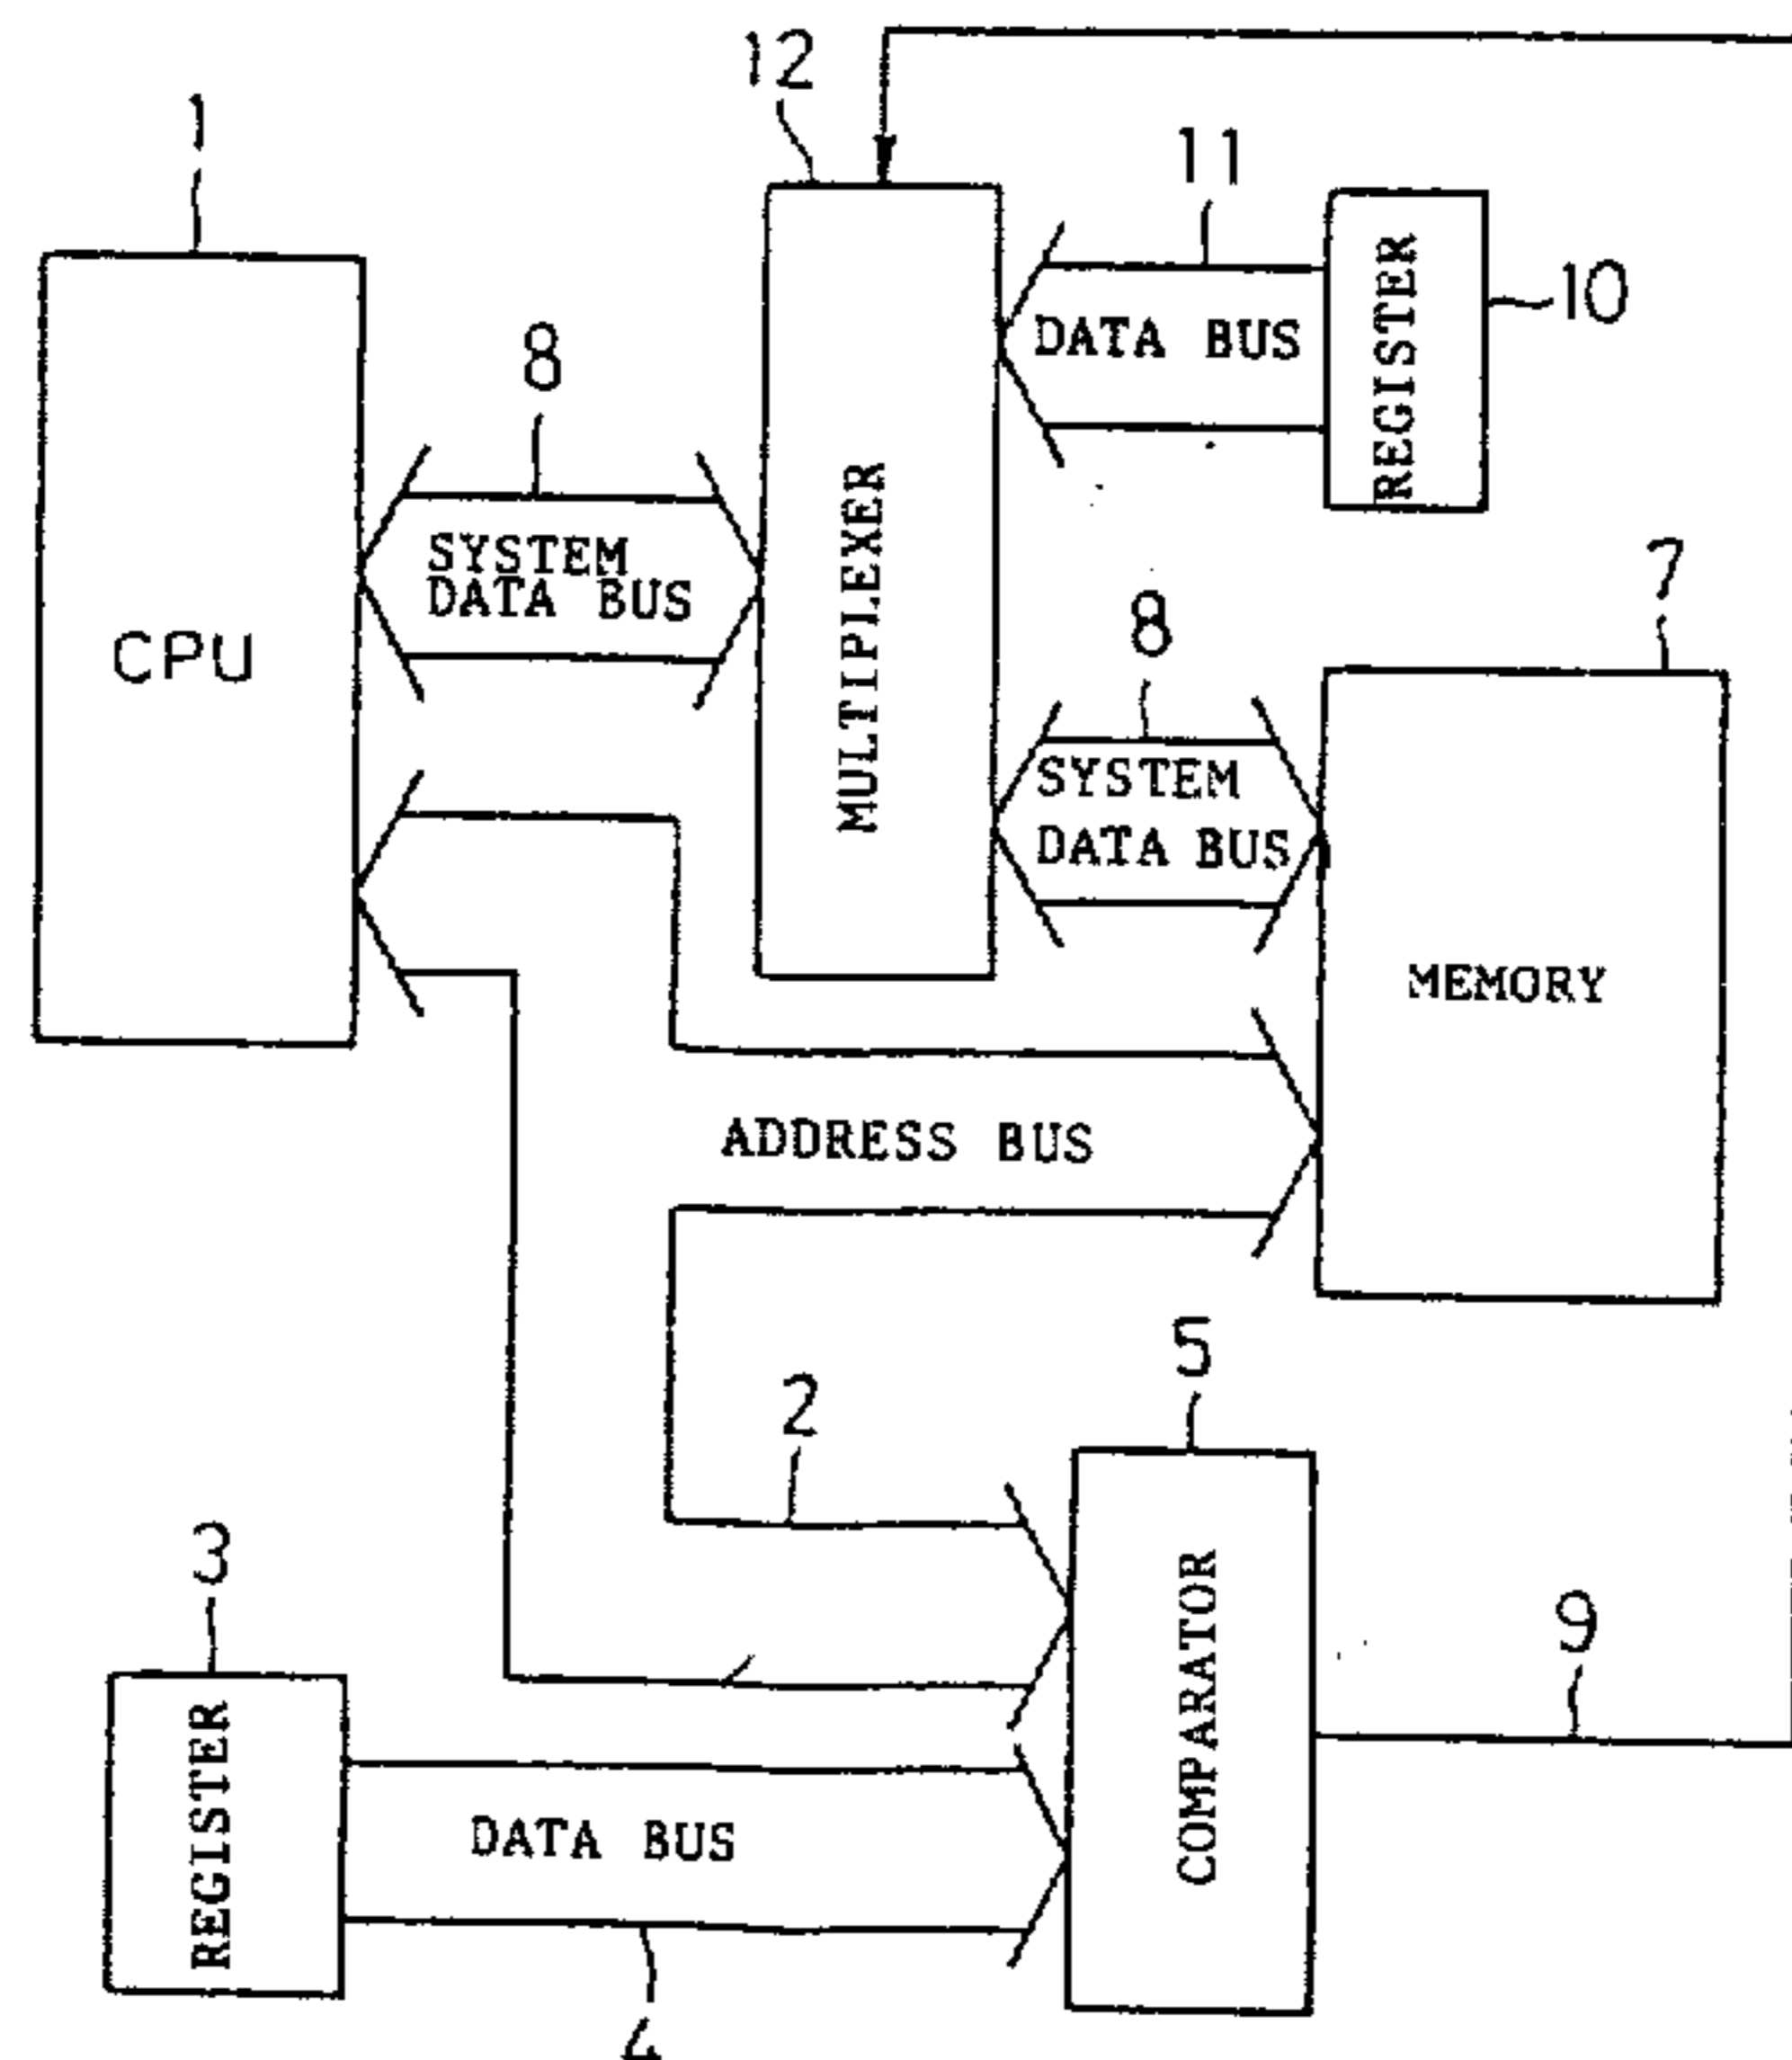 12
1
11
10
DATA BUS
REGISTER
8
SYSTEM
DATA BUS
CPU
MULTIPLEXER
7
8
SYSTEM
DATA BUS
MEMORY
ADDRESS BUS
5
2
3
COMPARATOR
9
REGISTER
DATA BUS
4